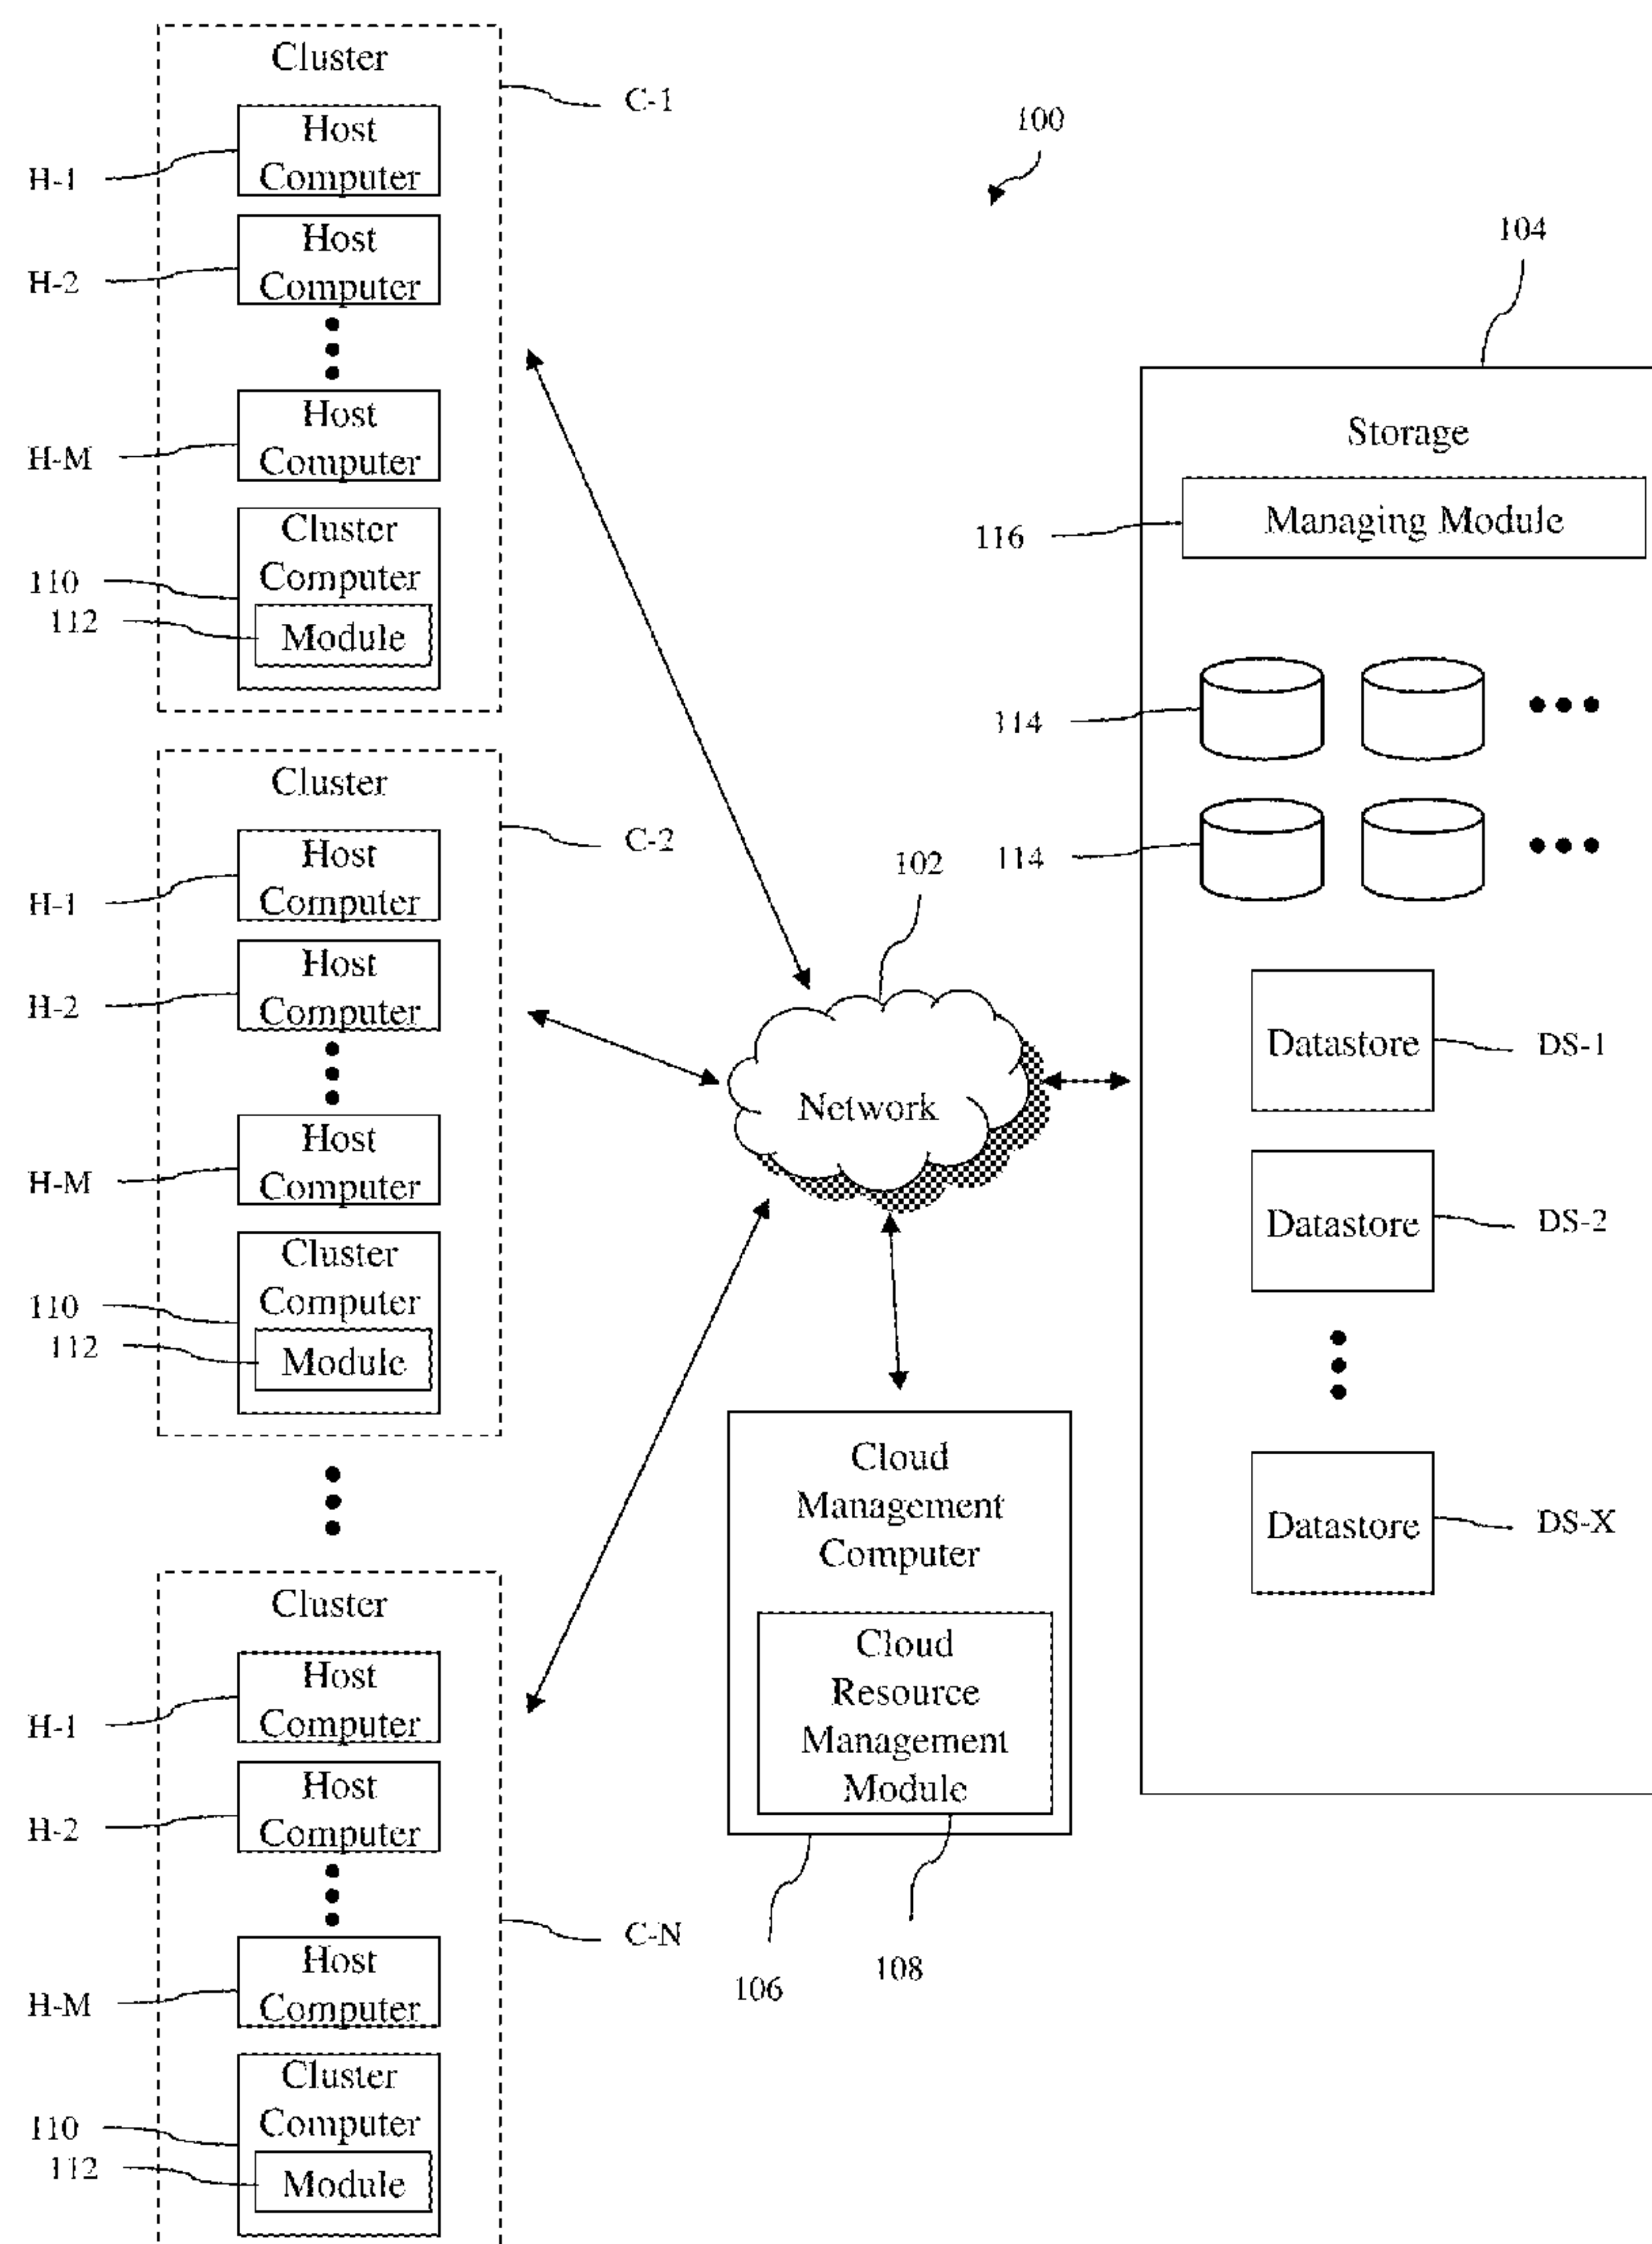 Cluster
C-1
Host
Computer
H-1
Host
Computer
H-2
Host
Computer
H-M
Cluster
Computer
110
112
Module
Cluster
C-2
Host
Computer
H-1
Host
Computer
H-2
Host
Computer
H-M
Cluster
Computer
110
112
Module
Cluster
Host
Computer
H-1
Host
Computer
H-2
C-N
Host
Computer
H-M
Cluster
Computer
110
112
Module
100
102
Network
Cloud
Management
Computer
Cloud
Resource
Management
Module
106
108
104
Storage
116
Managing Module
114
114
Datastore
DS-1
Datastore
DS-2
Datastore
DS-X